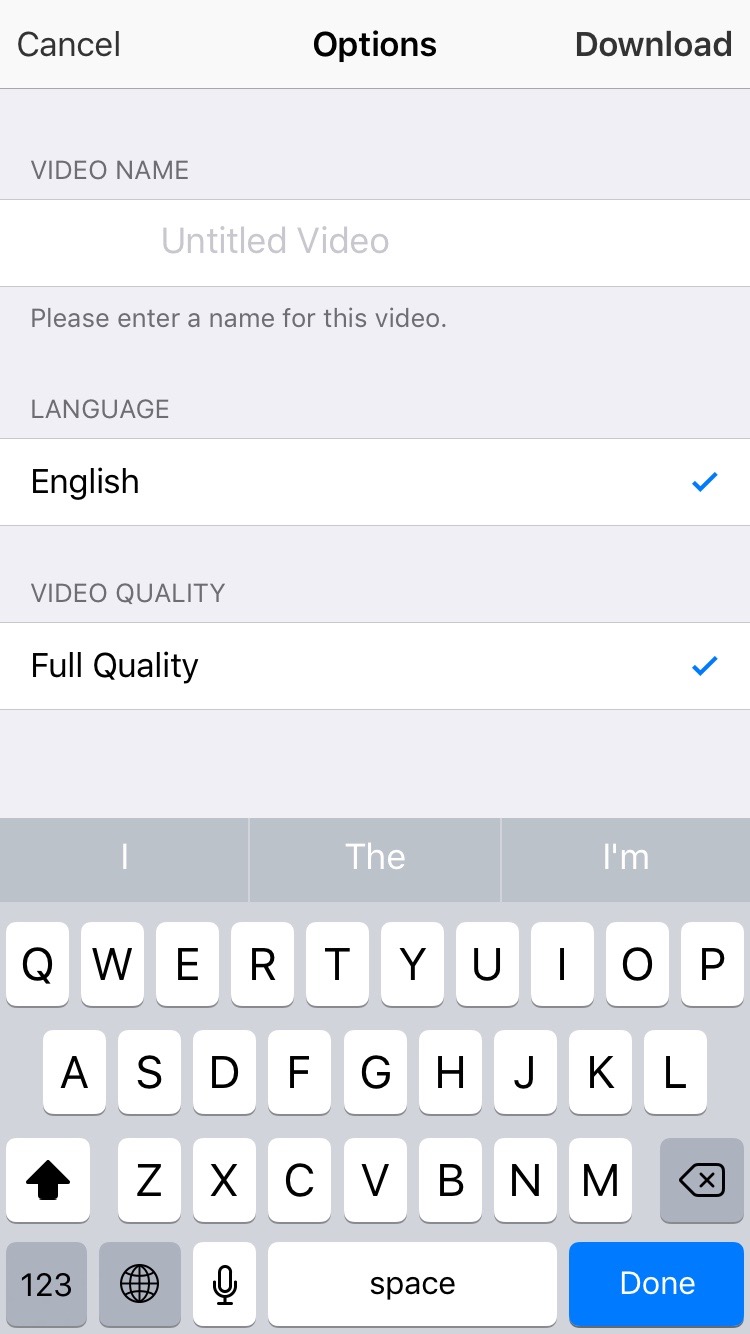 Cancel Options Download
VIDEO NAME
Untitled Video
Please enter a name for this video.
LANGUAGE
English
VIDEO QUALITY
Full Quality
I The I'm
Q W E R T Y U I O P
A S D F G H J K L
Z X C V B N M
123 space Done